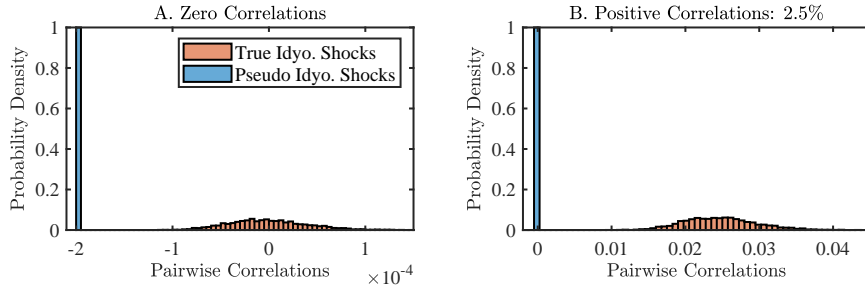 A. Zero Correlations
1
0.8
0.6
0.4
0.2
0
Probability Density
True Idyo. Shocks
Pseudo Idyo. Shocks
-2 -1 0 1
×10⁻⁴
Pairwise Correlations
B. Positive Correlations: 2.5%
1
0.8
0.6
0.4
0.2
0
Probability Density
0 0.01 0.02 0.03 0.04
Pairwise Correlations